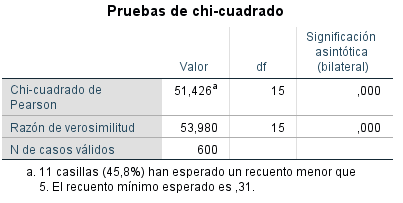 Pruebas de chi-cuadrado
Significación
asintótica
(bilateral)
Valor df
Chi-cuadrado de
Pearson
51,426a 15 ,000
Razón de verosimilitud 53,980 15 ,000
N de casos válidos 600
a. 11 casillas (45,8%) han esperado un recuento menor que
5. El recuento mínimo esperado es ,31.